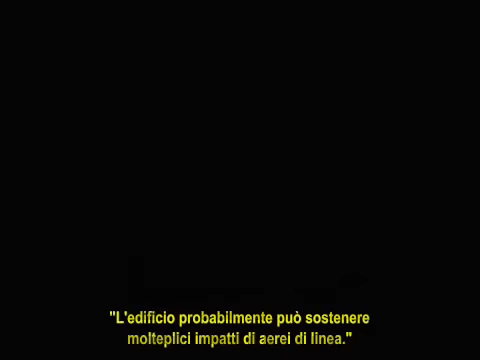 "L'edificio probabilmente può sostenere
molteplici impatti di aerei di linea."